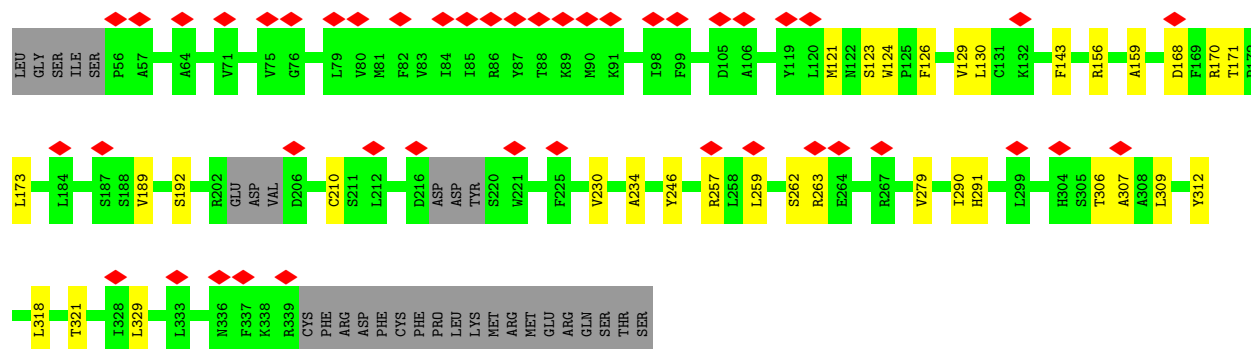 LEU GLY SER ILE SER P56 A57 A64 V71 V75 G76 L79 V80 M81 F82 V83 I84 I85 R86 Y87 T88 K89 M90 K91 I98 F99 D105 A106 Y119 L120 M121 N122 S123 W124 P125 F126 V129 L130 C131 K132 F143 R156 A159 D168 F169 R170 T171
L173 L184 S187 S188 V189 S192 R202 GLU ASP VAL D206 C210 S211 L212 D216 ASP ASP TYR S220 W221 F225 V230 A234 Y246 R257 L258 L259 S262 R263 E264 R267 V279 I290 H291 L299 H304 S305 T306 A307 A308 L309 Y312
L318 T321 I328 L329 L333 N336 F337 K338 R339 CYS PHE ARG ASP PHE CYS PHE PRO LEU LYS MET ARG MET GLU ARG GLN SER THR SER